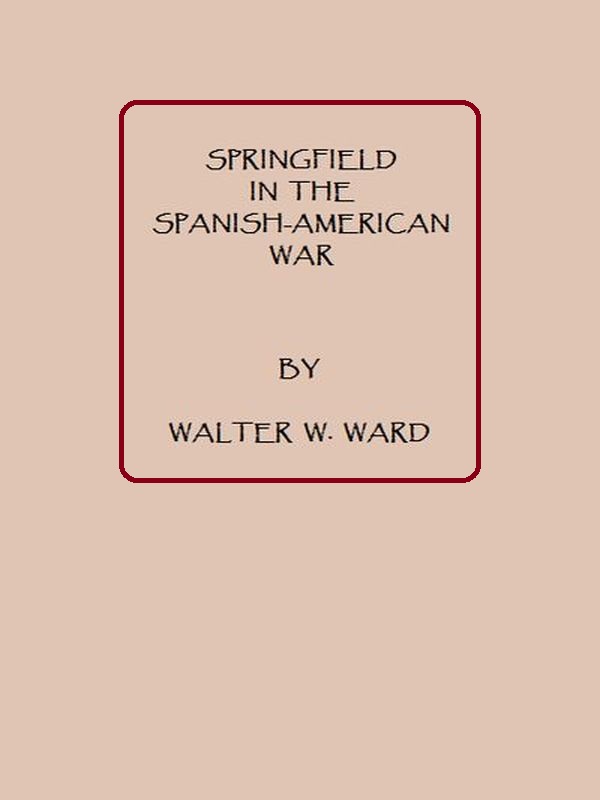 SPRINGFIELD
IN THE
SPANISH-AMERICAN
WAR
BY
WALTER W. WARD